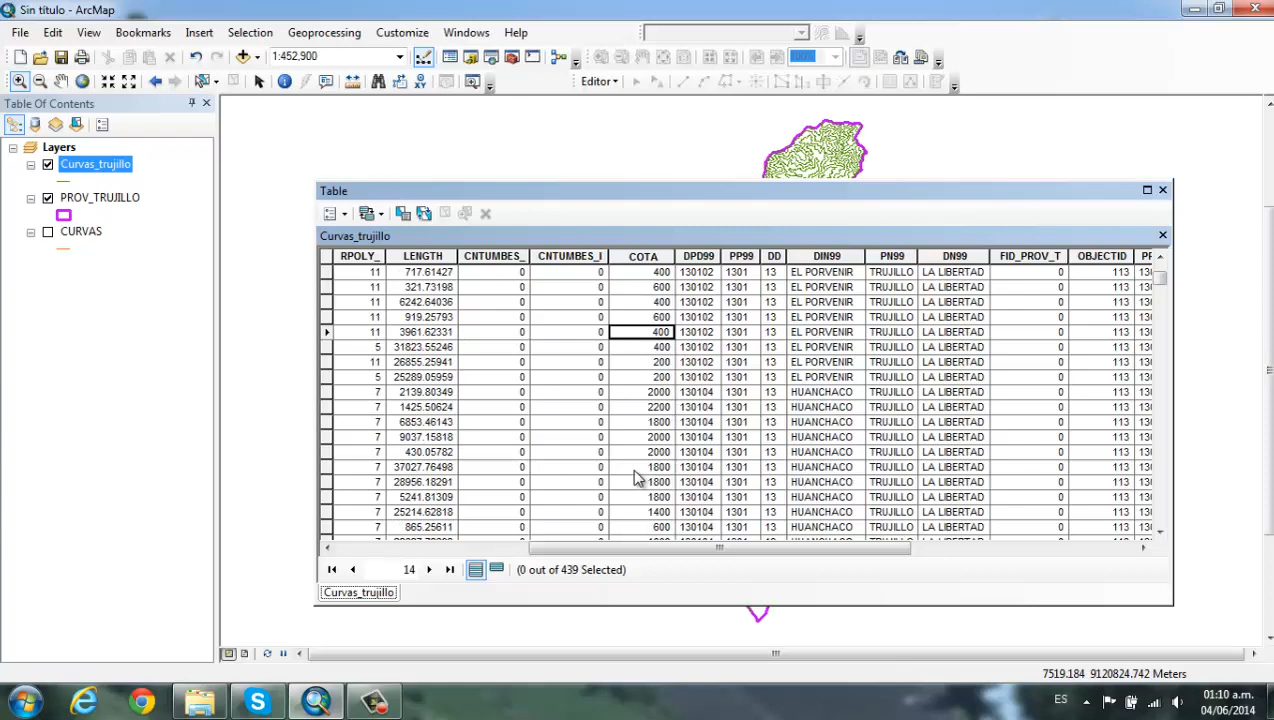 Sin título - ArcMap
File Edit View Bookmarks Insert Selection Geoprocessing Customize Windows Help
1:452,900
Editor
Table Of Contents
Layers
Curvas_trujillo
PROV_TRUJILLO
CURVAS
Table
Curvas_trujillo
RPOLY_ LENGTH CNTUMBES_ CNTUMBES_I COTA DPD99 PP99 DD DIN99 PN99 DN99 FID_PROV_T OBJECTID
11 717.61427 0 0 400 130102 1301 13 EL PORVENIR TRUJILLO LA LIBERTAD 0 113
11 321.73198 0 0 600 130102 1301 13 EL PORVENIR TRUJILLO LA LIBERTAD 0 113
11 6242.64036 0 0 400 130102 1301 13 EL PORVENIR TRUJILLO LA LIBERTAD 0 113
11 919.25793 0 0 600 130102 1301 13 EL PORVENIR TRUJILLO LA LIBERTAD 0 113
11 3961.62331 0 0 400 130102 1301 13 EL PORVENIR TRUJILLO LA LIBERTAD 0 113
5 31823.55246 0 0 400 130102 1301 13 EL PORVENIR TRUJILLO LA LIBERTAD 0 113
11 26855.25941 0 0 200 130102 1301 13 EL PORVENIR TRUJILLO LA LIBERTAD 0 113
5 25289.05959 0 0 200 130102 1301 13 EL PORVENIR TRUJILLO LA LIBERTAD 0 113
7 2139.80349 0 0 2000 130104 1301 13 HUANCHACO TRUJILLO LA LIBERTAD 0 113
7 1425.50624 0 0 2200 130104 1301 13 HUANCHACO TRUJILLO LA LIBERTAD 0 113
7 6853.46143 0 0 1800 130104 1301 13 HUANCHACO TRUJILLO LA LIBERTAD 0 113
7 9037.15818 0 0 2000 130104 1301 13 HUANCHACO TRUJILLO LA LIBERTAD 0 113
7 430.05782 0 0 2000 130104 1301 13 HUANCHACO TRUJILLO LA LIBERTAD 0 113
7 37027.76498 0 0 1800 130104 1301 13 HUANCHACO TRUJILLO LA LIBERTAD 0 113
7 28956.18291 0 0 1800 130104 1301 13 HUANCHACO TRUJILLO LA LIBERTAD 0 113
7 5241.81309 0 0 1800 130104 1301 13 HUANCHACO TRUJILLO LA LIBERTAD 0 113
7 25214.62818 0 0 1400 130104 1301 13 HUANCHACO TRUJILLO LA LIBERTAD 0 113
7 865.25611 0 0 600 130104 1301 13 HUANCHACO TRUJILLO LA LIBERTAD 0 113
14 (0 out of 439 Selected)
Curvas_trujillo
7519.184 9120824.742 Meters
ES 01:10 a.m.
04/06/2014